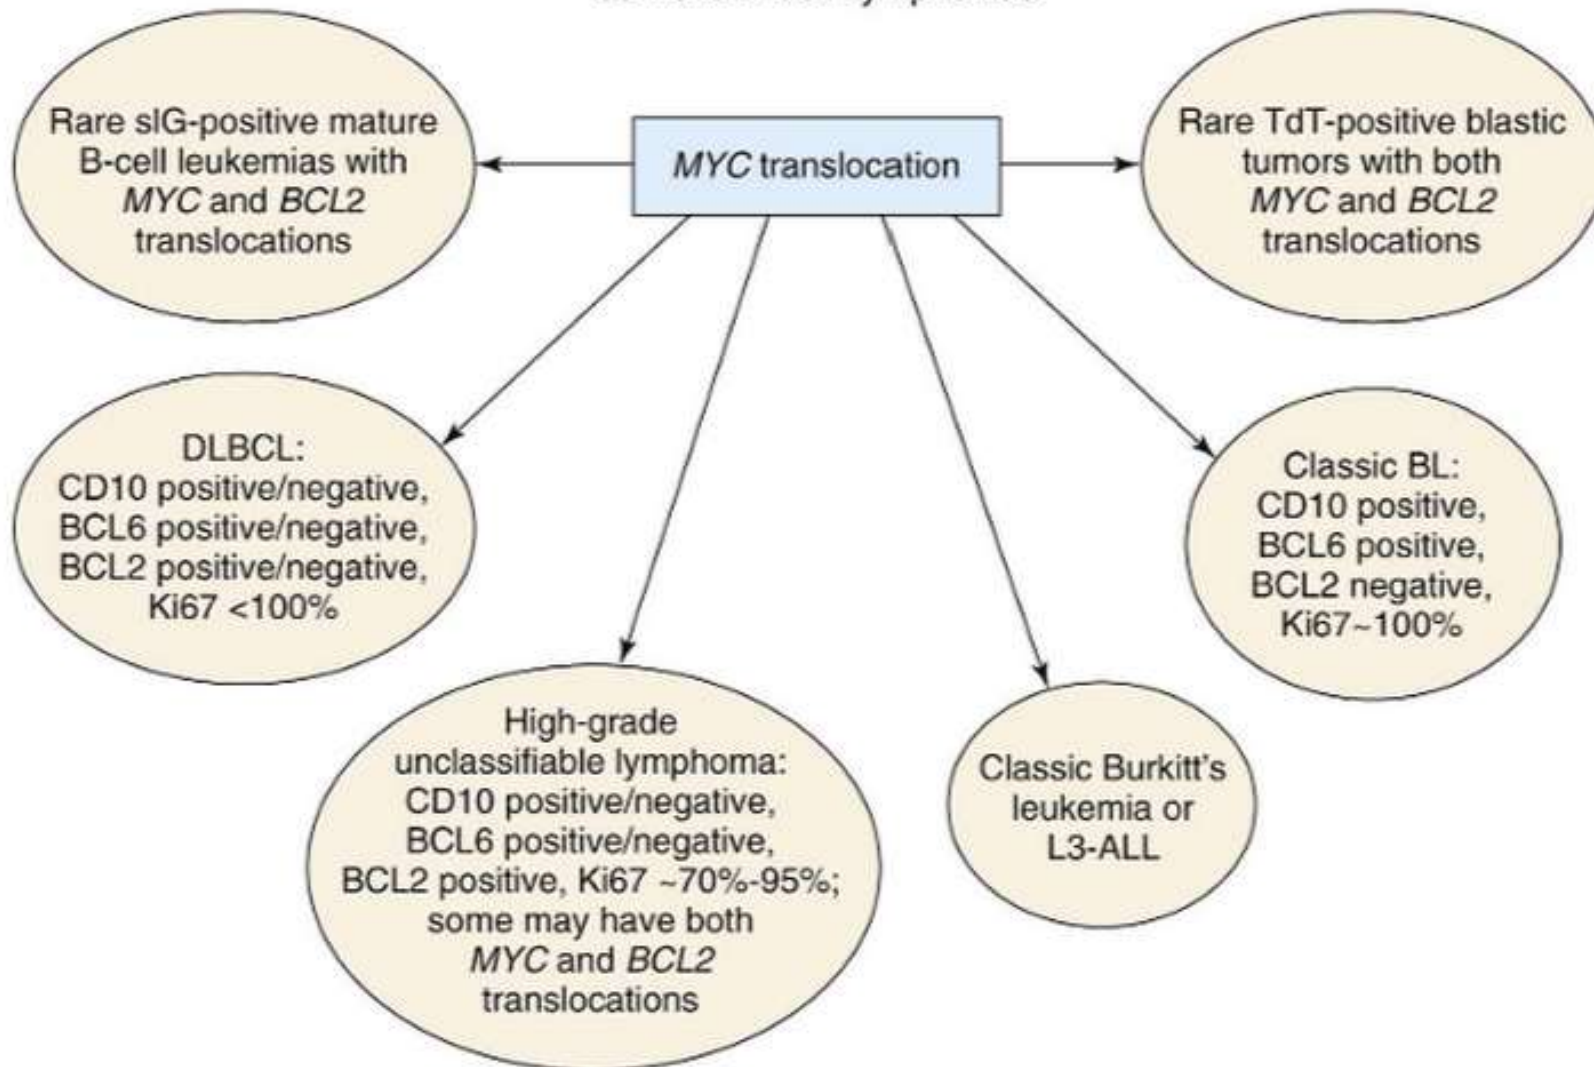 Rare sIG-positive mature
B-cell leukemias with
MYC and BCL2
translocations
MYC translocation
Rare TdT-positive blastic
tumors with both
MYC and BCL2
translocations
DLBCL:
CD10 positive/negative,
BCL6 positive/negative,
BCL2 positive/negative,
Ki67 <100%
Classic BL:
CD10 positive,
BCL6 positive,
BCL2 negative,
Ki67~100%
High-grade
unclassifiable lymphoma:
CD10 positive/negative,
BCL6 positive/negative,
BCL2 positive, Ki67 ~70%-95%;
some may have both
MYC and BCL2
translocations
Classic Burkitt's
leukemia or
L3-ALL